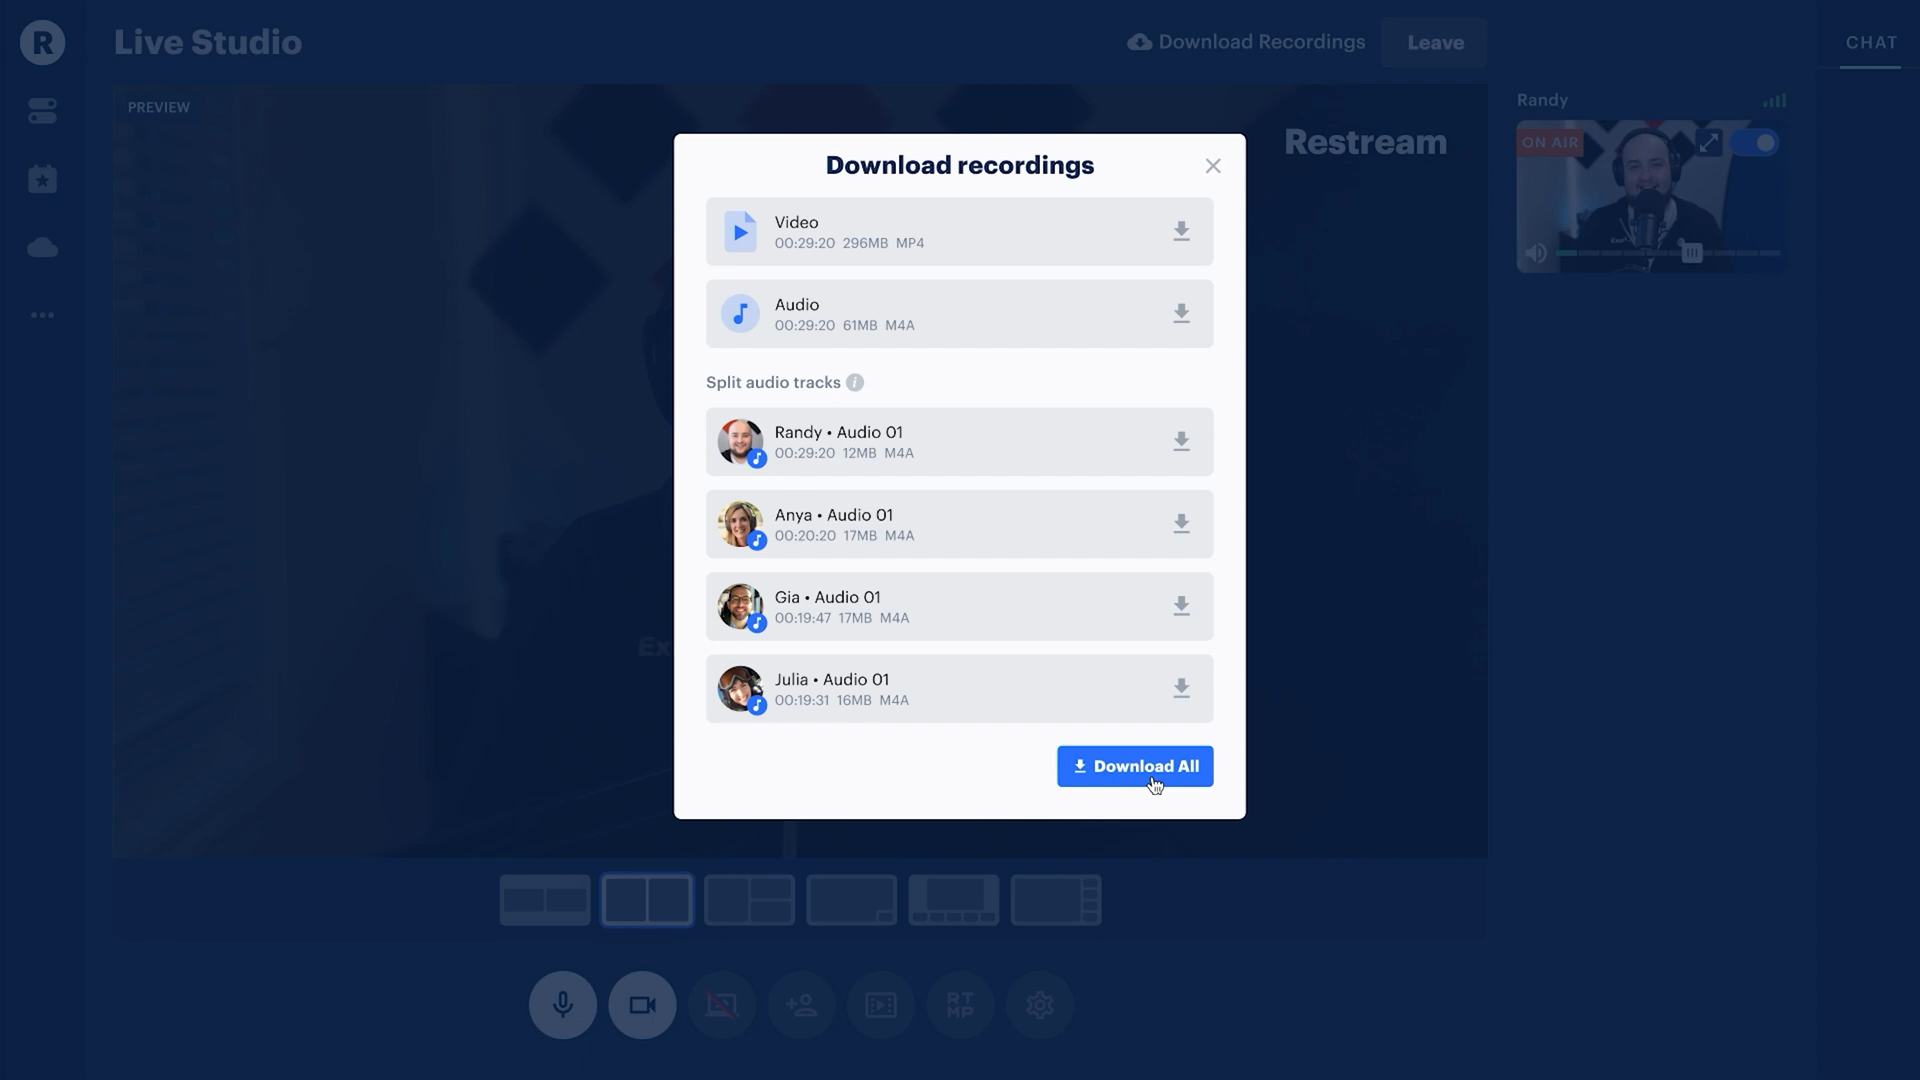 R
Live Studio
Download Recordings
Leave
CHAT
PREVIEW
Restream
Randy
ON AIR
Download recordings
Video
00:29:20 296MB MP4
Audio
00:29:20 61MB M4A
Split audio tracks i
Randy • Audio 01
00:29:20 12MB M4A
Anya • Audio 01
00:20:20 17MB M4A
Gia • Audio 01
00:19:47 17MB M4A
Julia • Audio 01
00:19:31 16MB M4A
Download All
RT
MP